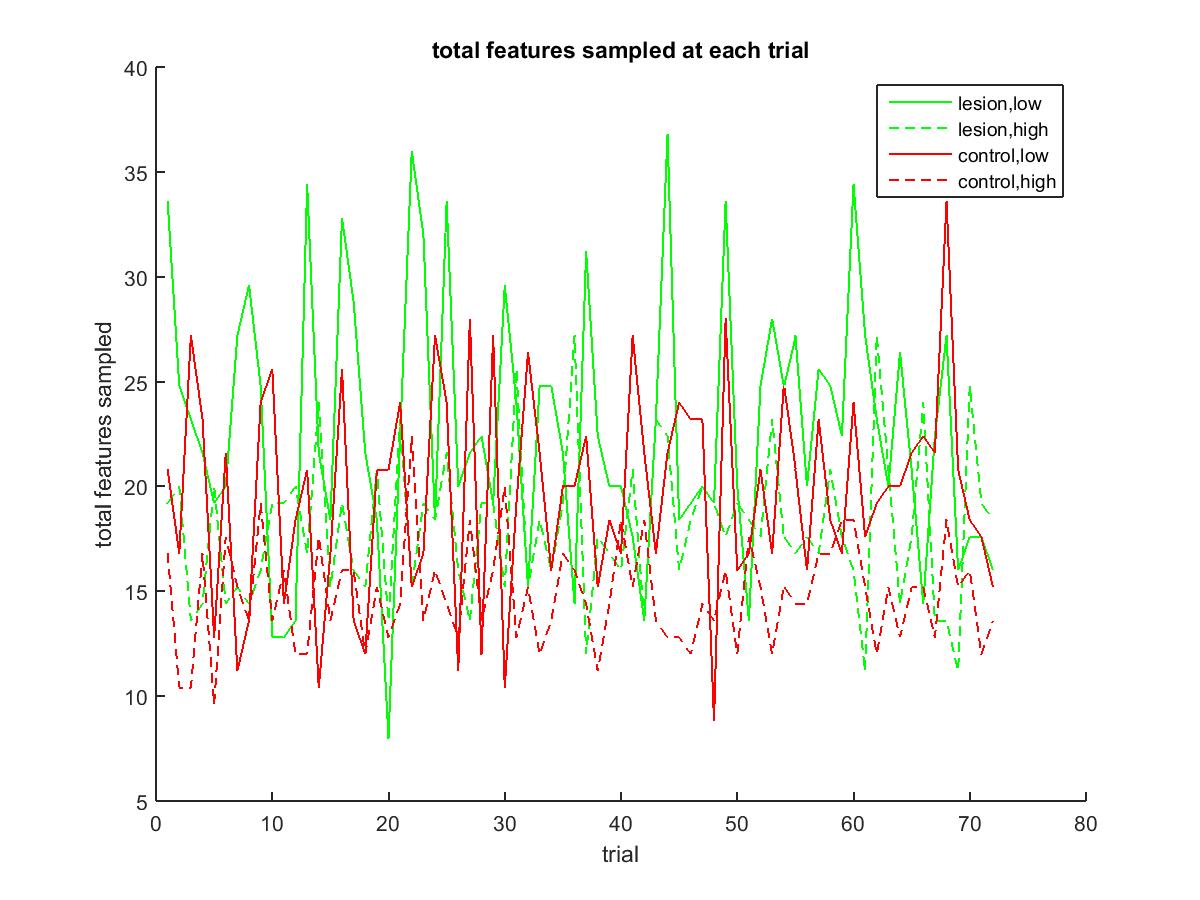 total features sampled at each trial
40
35
30
25
20
15
10
5
total features sampled
lesion,low
lesion,high
control,low
control,high
0 10 20 30 40 50 60 70 80
trial